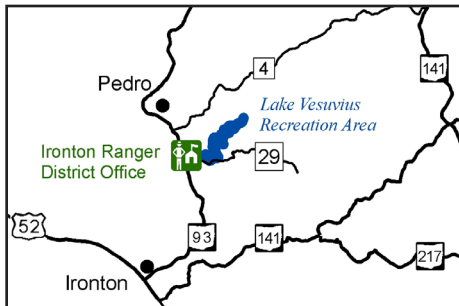 4
141
Pedro
Lake Vesuvius
Recreation Area
Ironton Ranger
District Office
29
52
93
141
217
Ironton